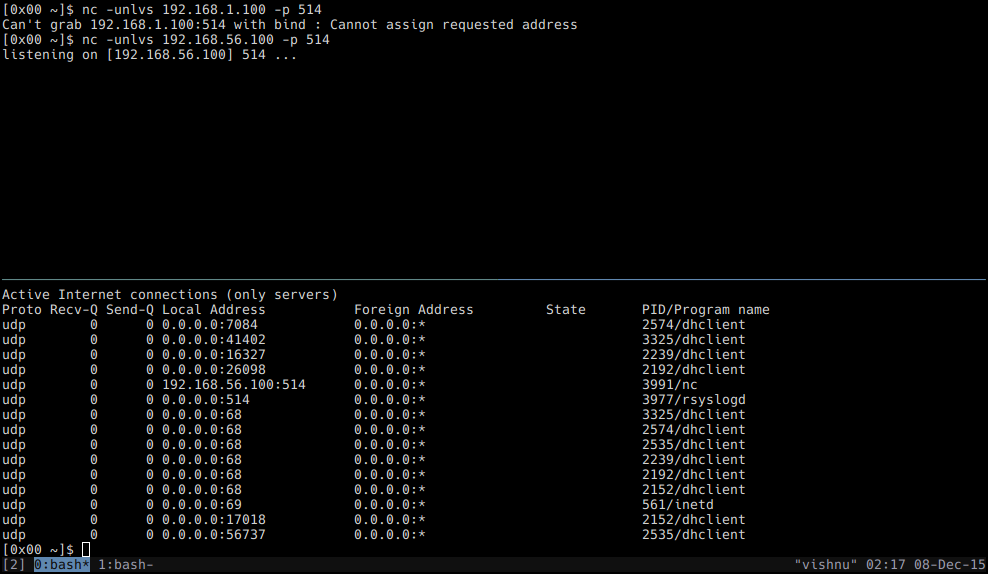 [0x00 ~]$ nc -unlvs 192.168.1.100 -p 514
Can't grab 192.168.1.100:514 with bind : Cannot assign requested address
[0x00 ~]$ nc -unlvs 192.168.56.100 -p 514
listening on [192.168.56.100] 514 ...
Active Internet connections (only servers)
Proto Recv-Q Send-Q Local Address           Foreign Address         State       PID/Program name
udp        0      0 0.0.0.0:7084            0.0.0.0:*                           2574/dhclient
udp        0      0 0.0.0.0:41402           0.0.0.0:*                           3325/dhclient
udp        0      0 0.0.0.0:16327           0.0.0.0:*                           2239/dhclient
udp        0      0 0.0.0.0:26098           0.0.0.0:*                           2192/dhclient
udp        0      0 192.168.56.100:514      0.0.0.0:*                           3991/nc
udp        0      0 0.0.0.0:514             0.0.0.0:*                           3977/rsyslogd
udp        0      0 0.0.0.0:68              0.0.0.0:*                           3325/dhclient
udp        0      0 0.0.0.0:68              0.0.0.0:*                           2574/dhclient
udp        0      0 0.0.0.0:68              0.0.0.0:*                           2535/dhclient
udp        0      0 0.0.0.0:68              0.0.0.0:*                           2239/dhclient
udp        0      0 0.0.0.0:68              0.0.0.0:*                           2192/dhclient
udp        0      0 0.0.0.0:68              0.0.0.0:*                           2152/dhclient
udp        0      0 0.0.0.0:69              0.0.0.0:*                           561/inetd
udp        0      0 0.0.0.0:17018           0.0.0.0:*                           2152/dhclient
udp        0      0 0.0.0.0:56737           0.0.0.0:*                           2535/dhclient
[0x00 ~]$
[2] 0:bash* 1:bash- "vishnu" 02:17 08-Dec-15